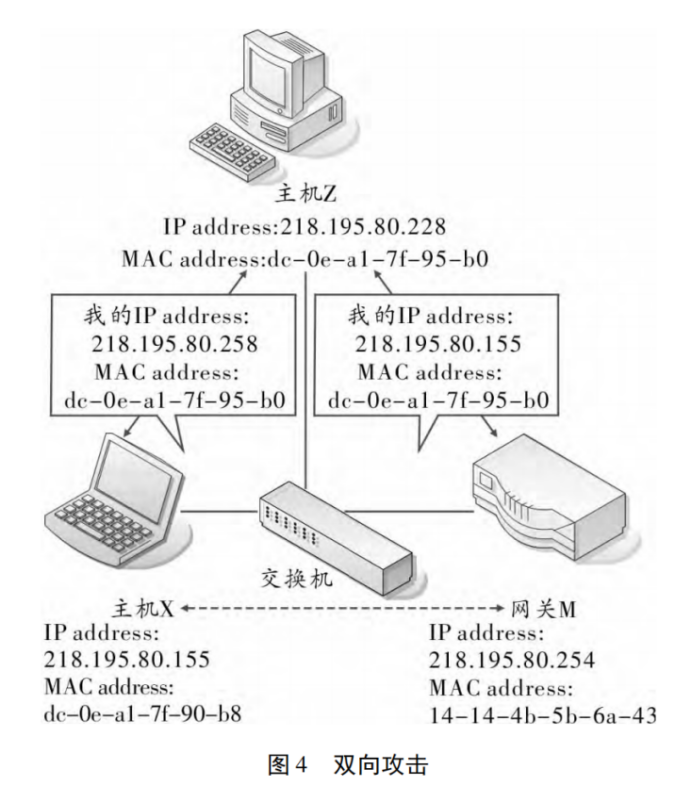 主机Z
IP address:218.195.80.228
MAC address:dc-0e-a1-7f-95-b0
我的IP address:
218.195.80.258
MAC address:
dc-0e-a1-7f-95-b0
我的IP address:
218.195.80.155
MAC address:
dc-0e-a1-7f-95-b0
交换机
主机X
IP address:
218.195.80.155
MAC address:
dc-0e-a1-7f-90-b8
网关M
IP address:
218.195.80.254
MAC address:
14-14-4b-5b-6a-43
图4 双向攻击